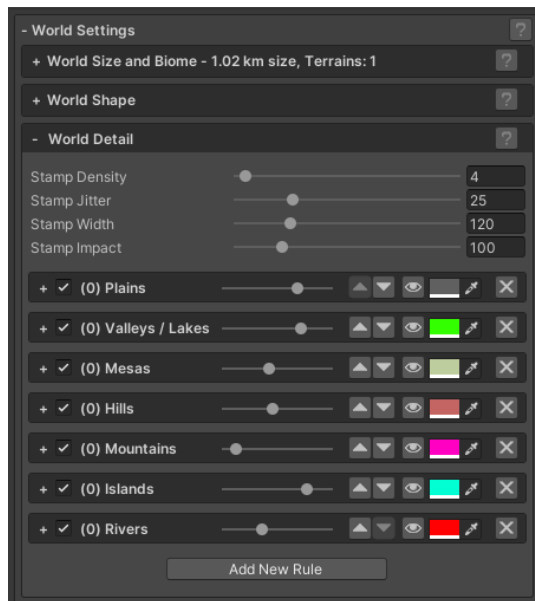 - World Settings ?
+ World Size and Biome - 1.02 km size, Terrains: 1 ?
+ World Shape ?
- World Detail ?
Stamp Density 4
Stamp Jitter 25
Stamp Width 120
Stamp Impact 100
+ (0) Plains
+ (0) Valleys / Lakes
+ (0) Mesas
+ (0) Hills
+ (0) Mountains
+ (0) Islands
+ (0) Rivers
Add New Rule